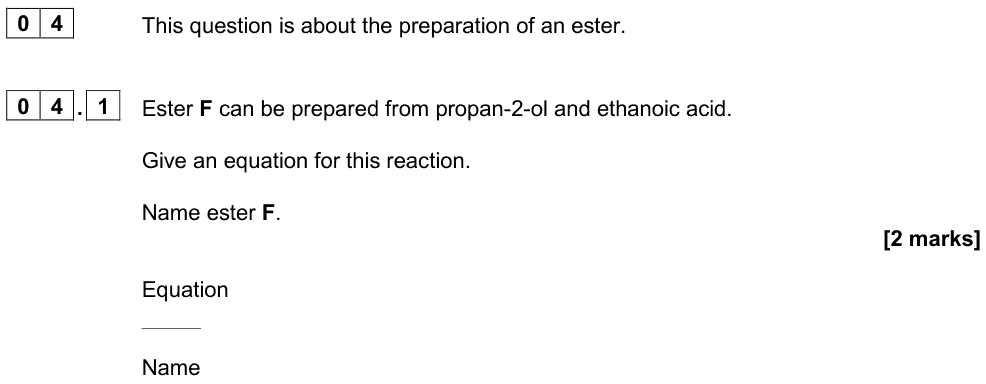 0 4 This question is about the preparation of an ester.
0 4 . 1 Ester F can be prepared from propan-2-ol and ethanoic acid.
Give an equation for this reaction.
Name ester F.
[2 marks]
Equation
Name